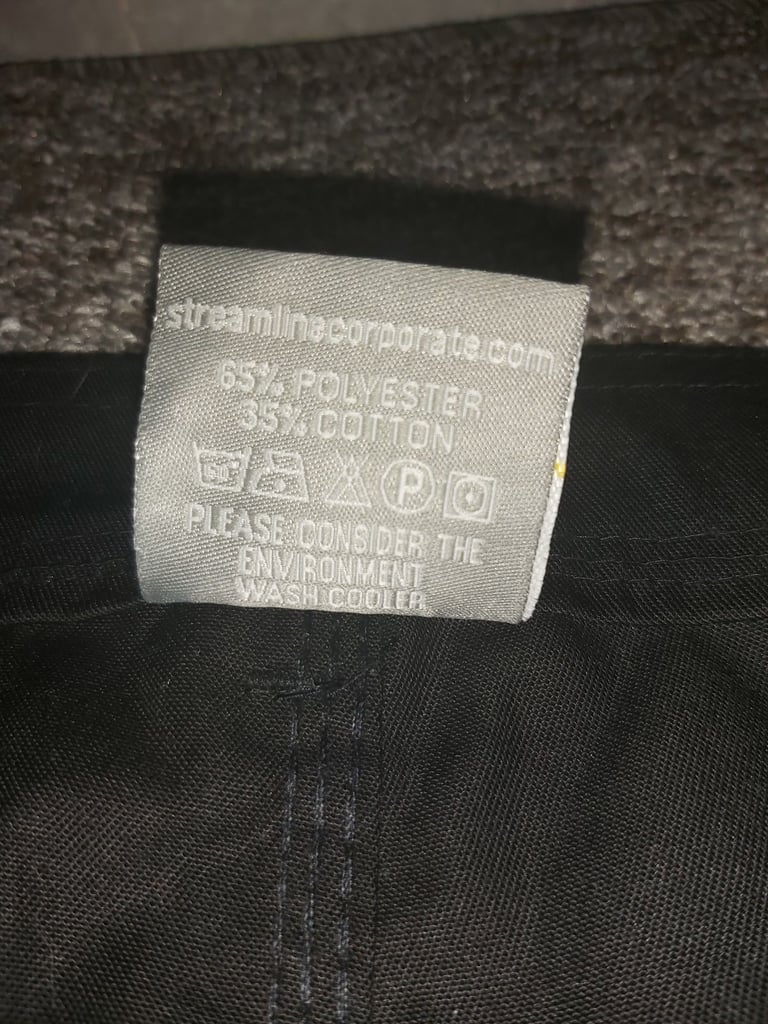 streamlinecorporate.com
65% POLYESTER
35% COTTON
P
PLEASE CONSIDER THE
ENVIRONMENT
WASH COOLER